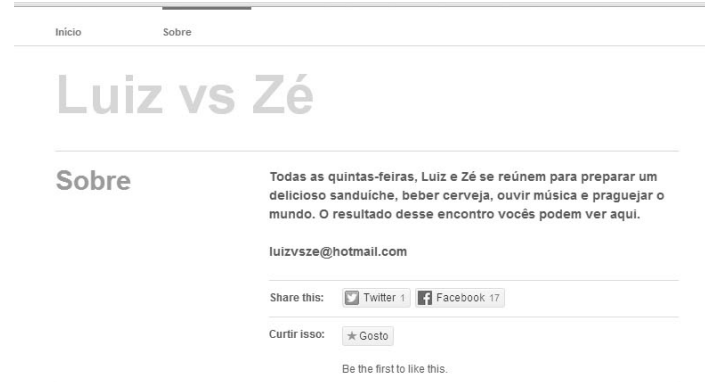 Início Sobre
Luiz vs Zé
Sobre
Todas as quintas-feiras, Luiz e Zé se reúnem para preparar um
delicioso sanduíche, beber cerveja, ouvir música e praguejar o
mundo. O resultado desse encontro vocês podem ver aqui.
luizvsze@hotmail.com
Share this: Twitter 1 Facebook 17
Curtir isso: Gosto
Be the first to like this.